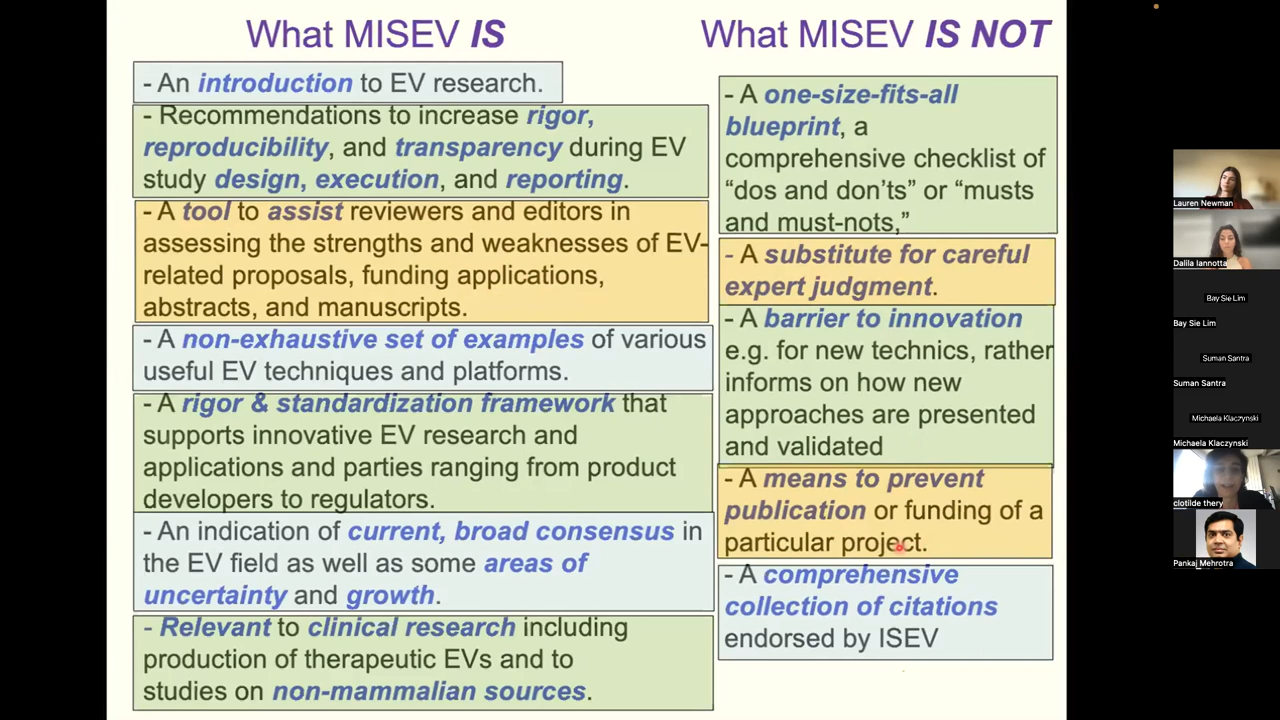 What MISEV IS
- An introduction to EV research.
- Recommendations to increase rigor,
reproducibility, and transparency during EV
study design, execution, and reporting.
- A tool to assist reviewers and editors in
assessing the strengths and weaknesses of EV-
related proposals, funding applications,
abstracts, and manuscripts.
- A non-exhaustive set of examples of various
useful EV techniques and platforms.
- A rigor & standardization framework that
supports innovative EV research and
applications and parties ranging from product
developers to regulators.
- An indication of current, broad consensus in
the EV field as well as some areas of
uncertainty and growth.
- Relevant to clinical research including
production of therapeutic EVs and to
studies on non-mammalian sources.
What MISEV IS NOT
- A one-size-fits-all
blueprint, a
comprehensive checklist of
“dos and don’ts” or “musts
and must-nots,”
- A substitute for careful
expert judgment.
- A barrier to innovation
e.g. for new technics, rather
informs on how new
approaches are presented
and validated
- A means to prevent
publication or funding of a
particular project.
- A comprehensive
collection of citations
endorsed by ISEV
Lauren Newman
Dalila Iannotta
Bay Sie Lim
Bay Sie Lim
Suman Santra
Suman Santra
Michaela Klaczynski
Michaela Klaczynski
clotilde thery
Pankaj Mehrotra